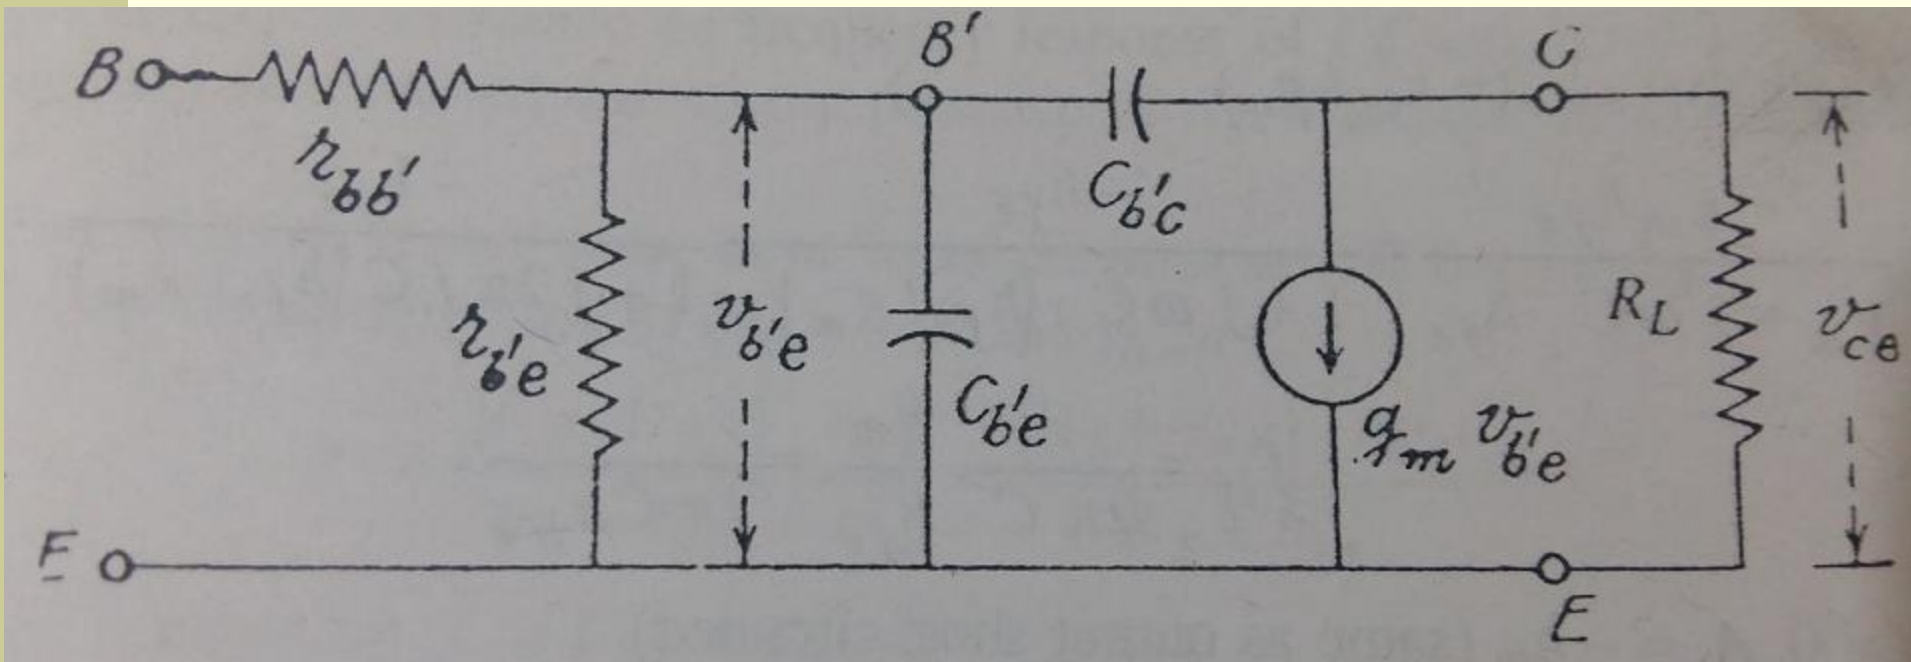 B
B'
C
r_bb'
C_b'c
r_b'e
v_b'e
C_b'e
g_m v_b'e
R_L
v_ce
E
E